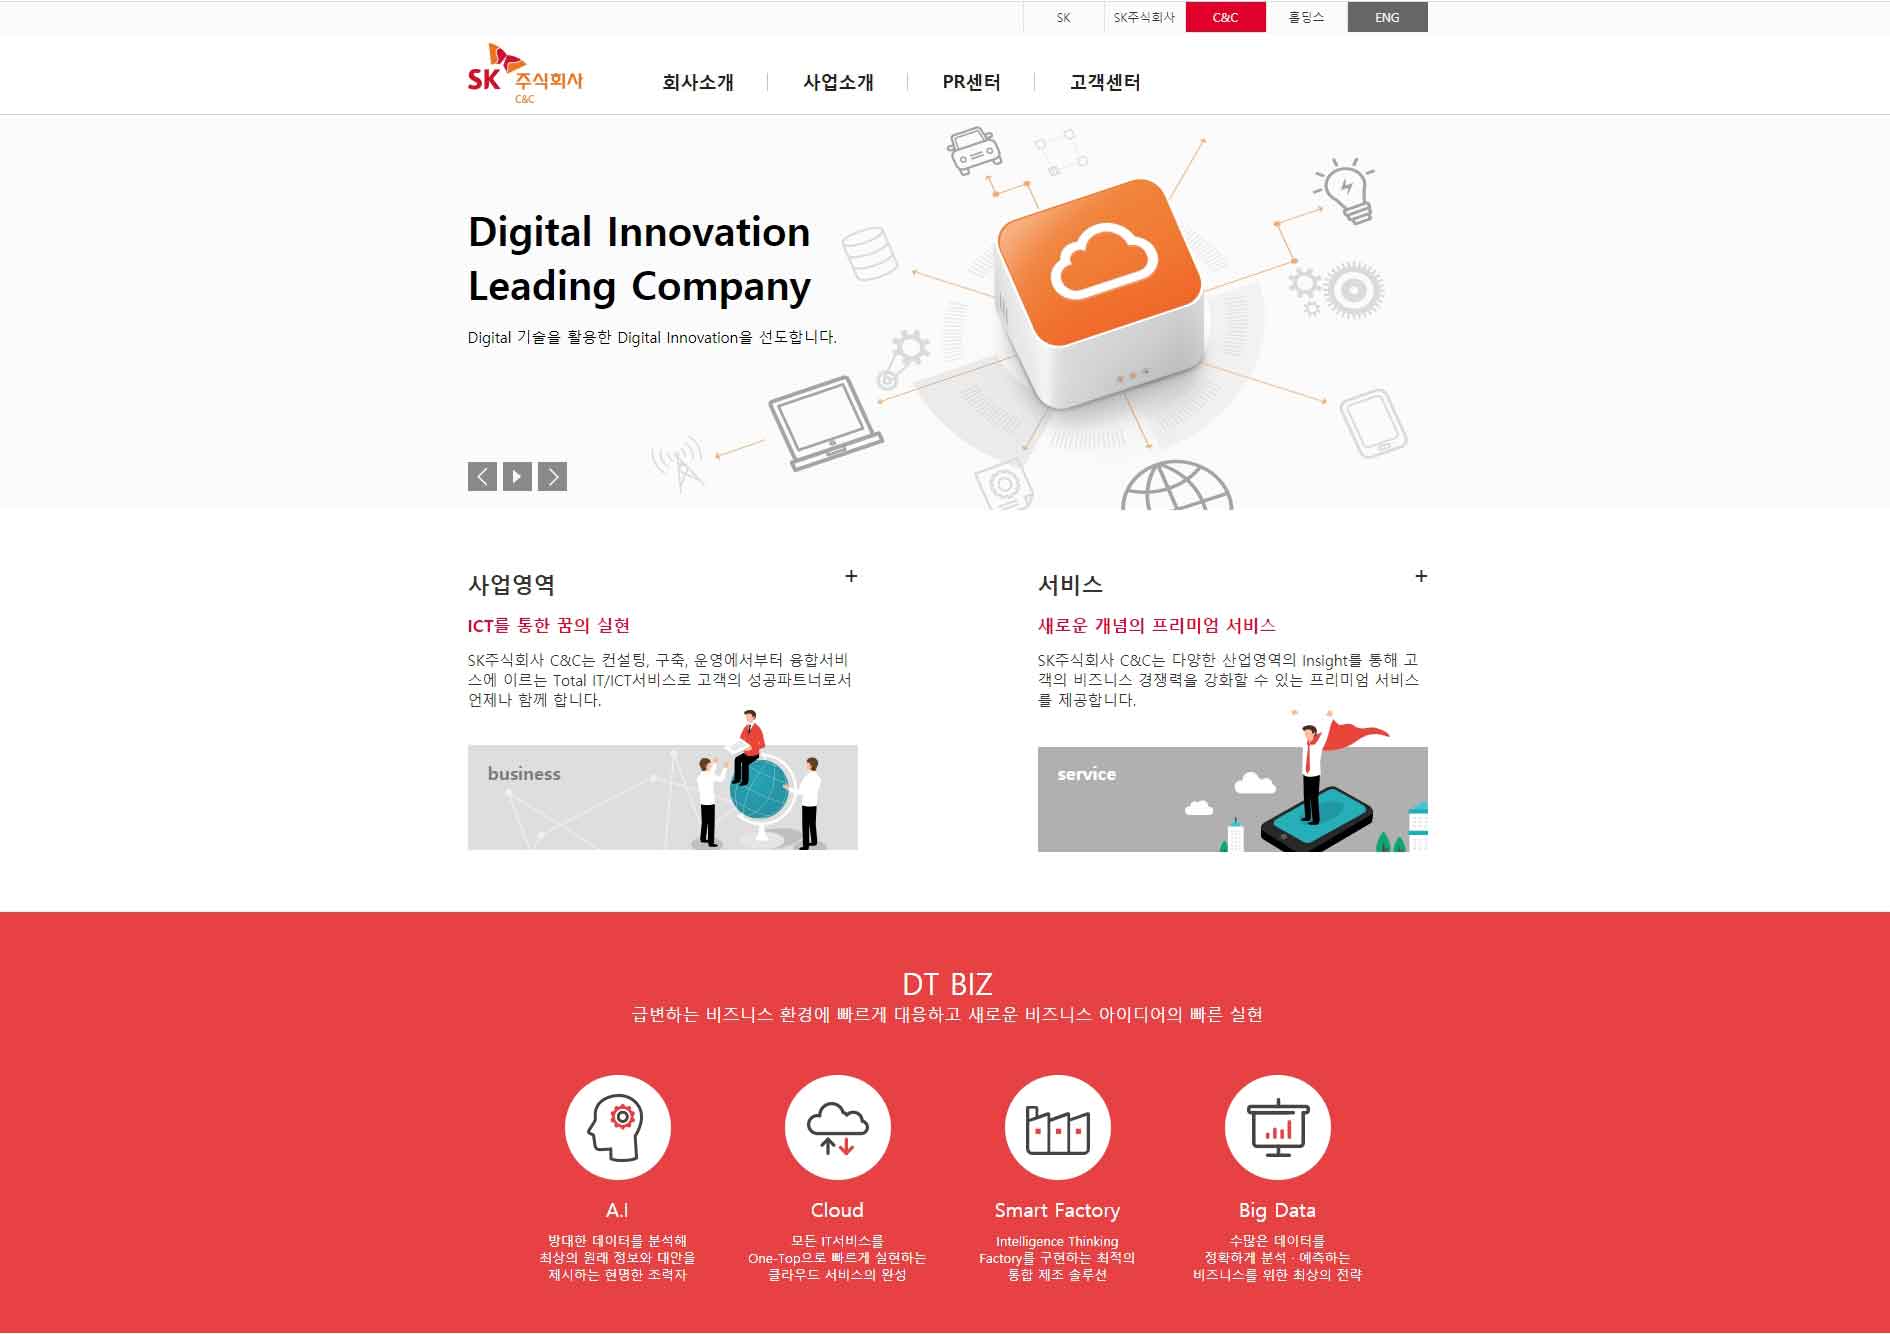 SK
SK주식회사
C&C
홀딩스
ENG
SK 주식회사
C&C
회사소개
사업소개
PR센터
고객센터
Digital Innovation
Leading Company
Digital 기술을 활용한 Digital Innovation을 선도합니다.
사업영역
+
ICT를 통한 꿈의 실현
SK주식회사 C&C는 컨설팅, 구축, 운영에서부터 융합서비
스에 이르는 Total IT/ICT서비스로 고객의 성공파트너로서
언제나 함께 합니다.
business
서비스
+
새로운 개념의 프리미엄 서비스
SK주식회사 C&C는 다양한 산업영역의 Insight를 통해 고
객의 비즈니스 경쟁력을 강화할 수 있는 프리미엄 서비스
를 제공합니다.
service
DT BIZ
급변하는 비즈니스 환경에 빠르게 대응하고 새로운 비즈니스 아이디어의 빠른 실현
A.I
방대한 데이터를 분석해
최상의 원래 정보와 대안을
제시하는 현명한 조력자
Cloud
모든 IT서비스를
One-Top으로 빠르게 실현하는
클라우드 서비스의 완성
Smart Factory
Intelligence Thinking
Factory를 구현하는 최적의
통합 제조 솔루션
Big Data
수많은 데이터를
정확하게 분석 · 예측하는
비즈니스를 위한 최상의 전략